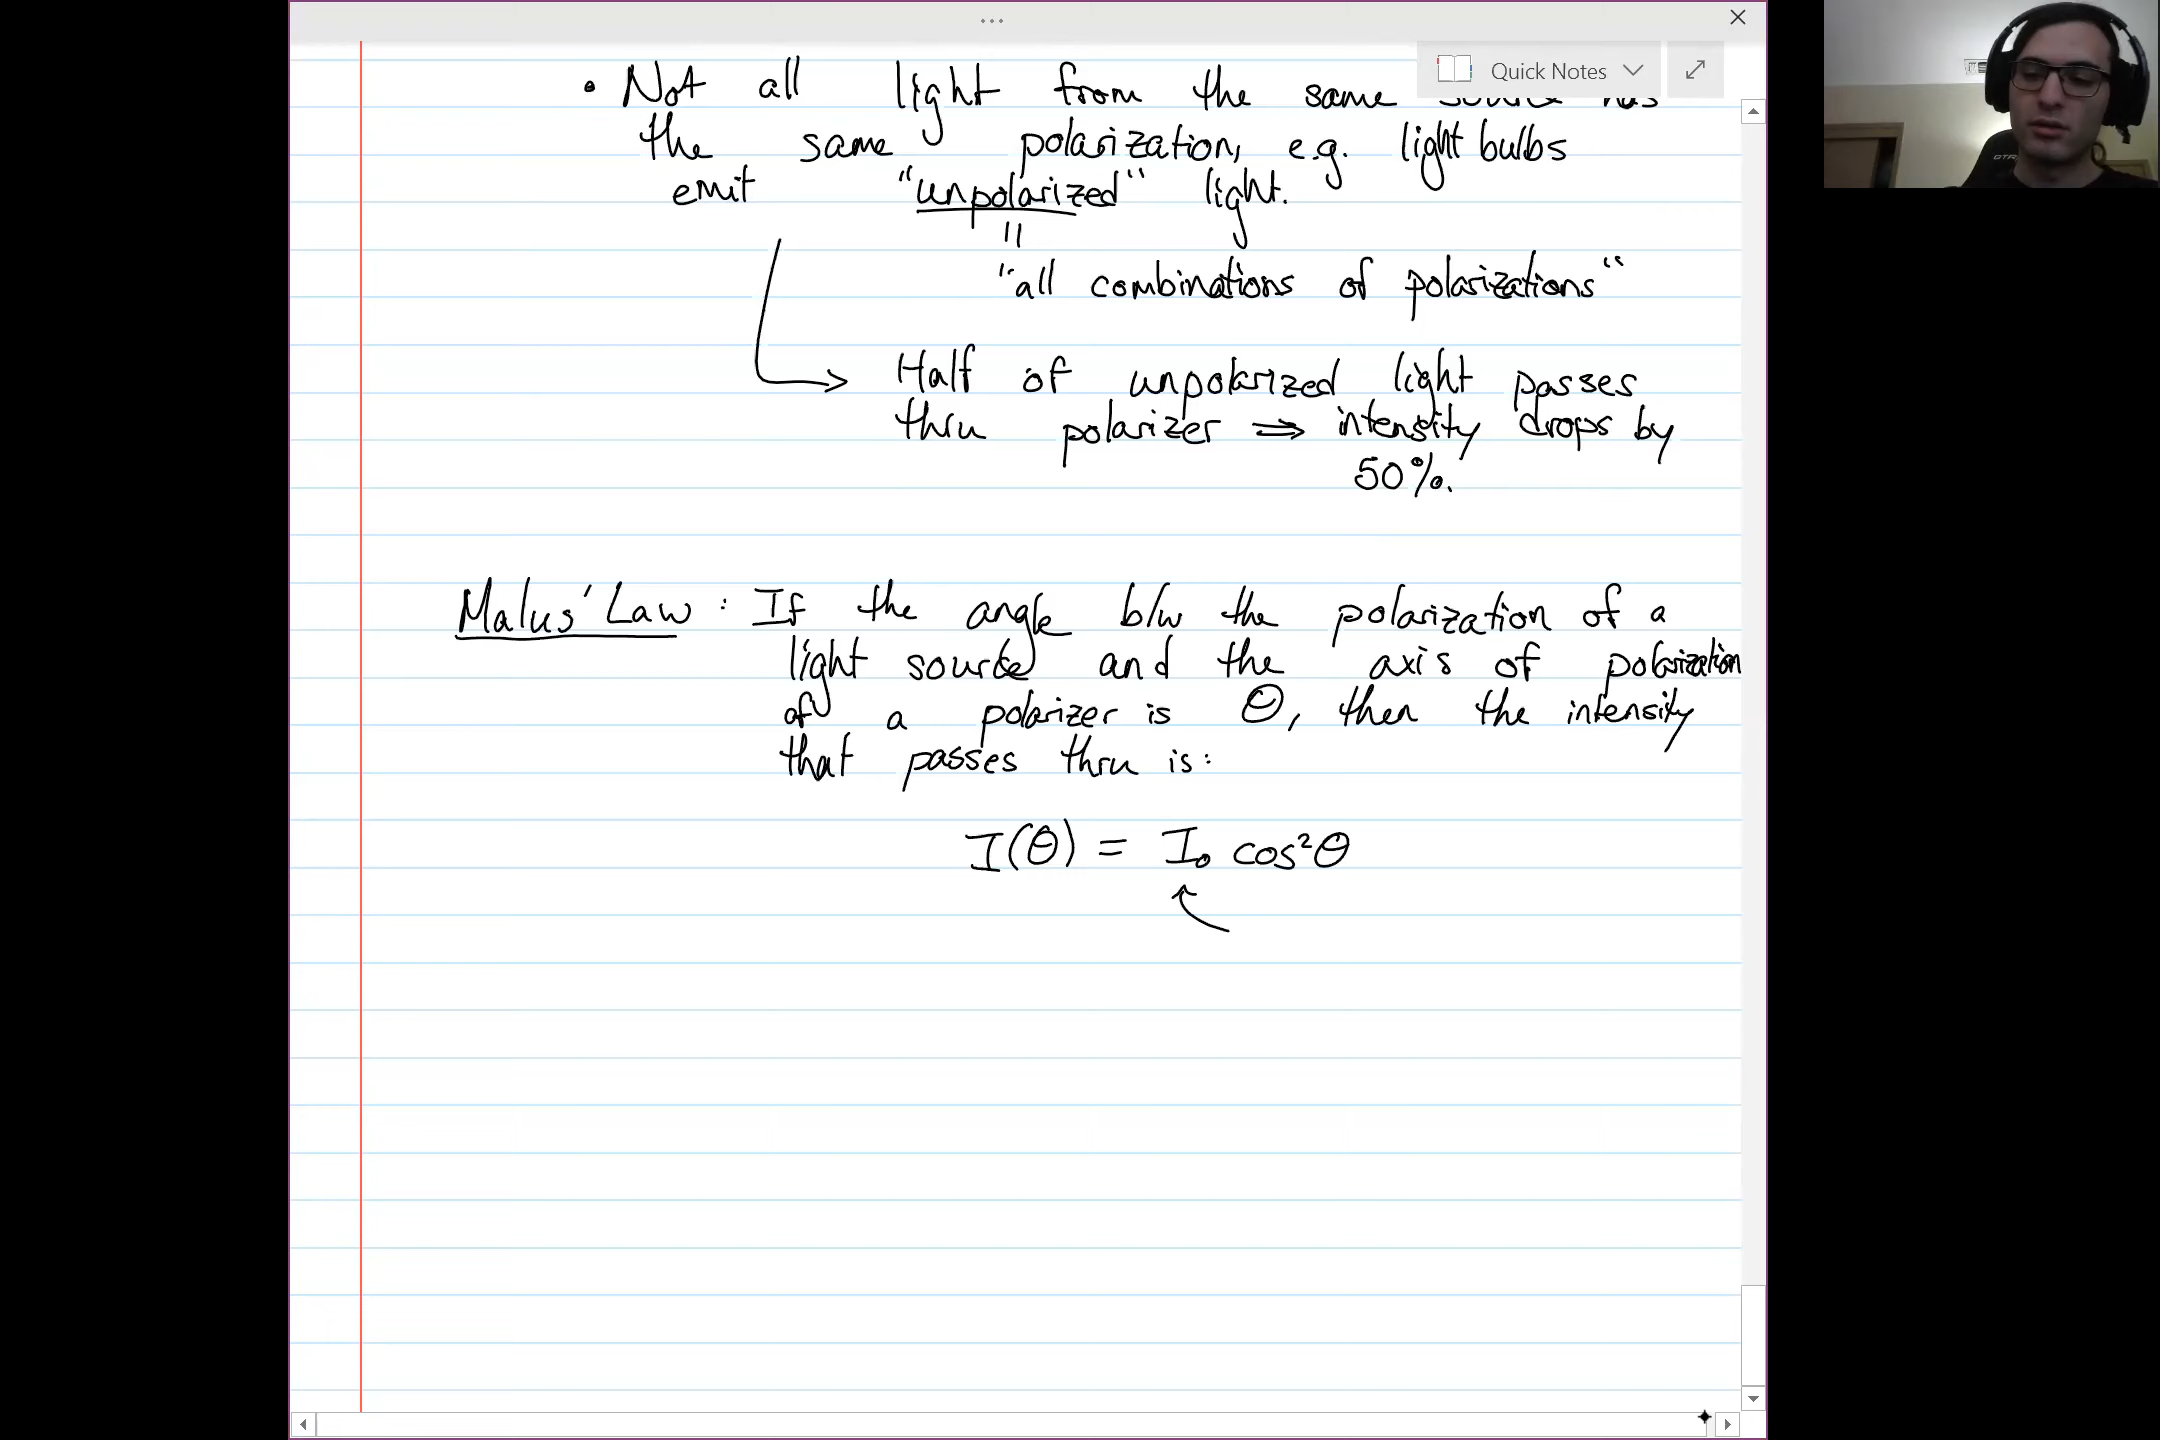 Quick Notes
• Not all light from the same source has
the same polarization, e.g. light bulbs
emit "unpolarized" light.
"all combinations of polarizations"
Half of unpolarized light passes
thru polarizer ⇒ intensity drops by
50%.
Malus' Law : If the angle b/w the polarization of a
light source and the axis of polarization
of a polarizer is θ, then the intensity
that passes thru is:
I(θ) = I₀ cos²θ